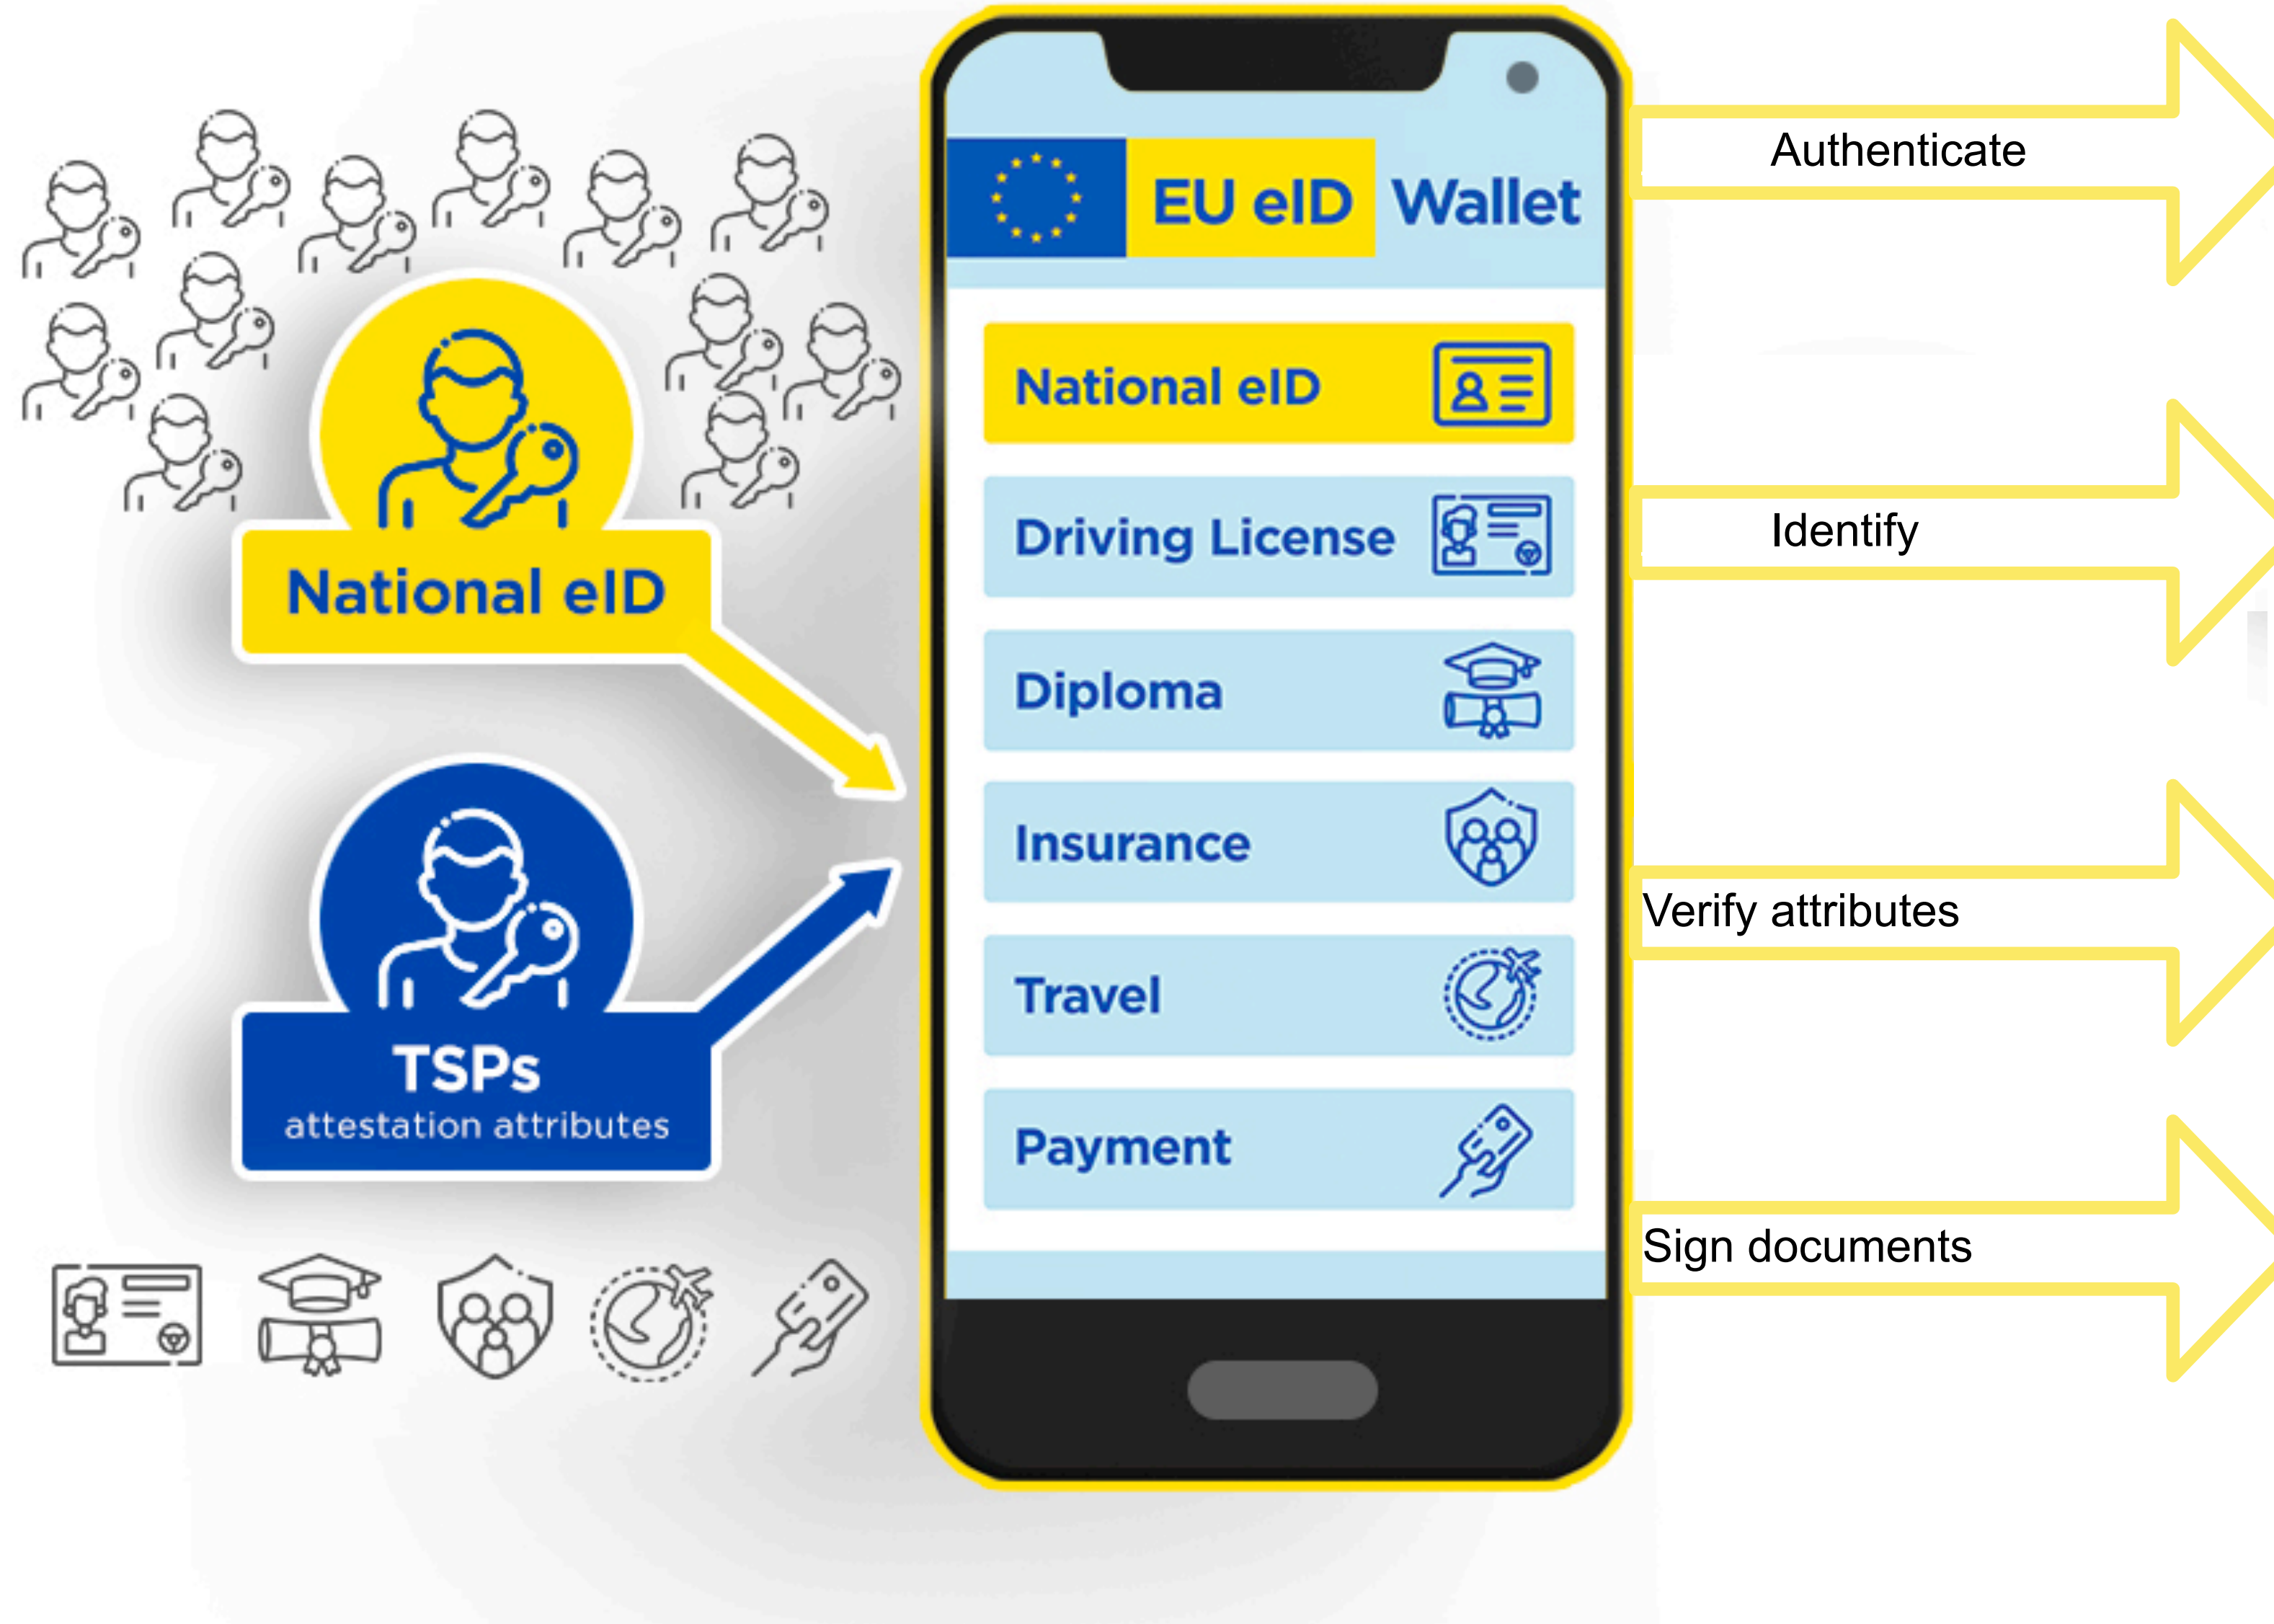 National eID
TSPs
attestation attributes
EU eID Wallet
National eID
Driving License
Diploma
Insurance
Travel
Payment
Authenticate
Identify
Verify attributes
Sign documents